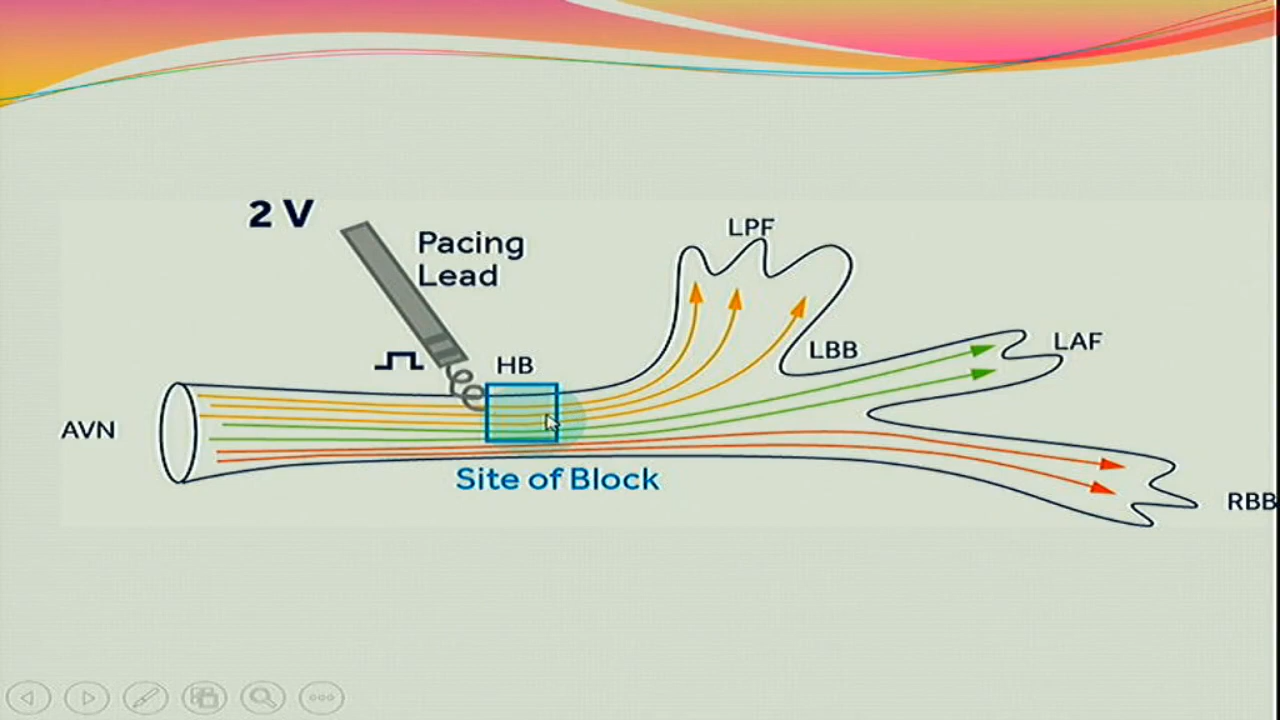 2 V
Pacing
Lead
LPF
LBB
LAF
HB
AVN
Site of Block
RBB